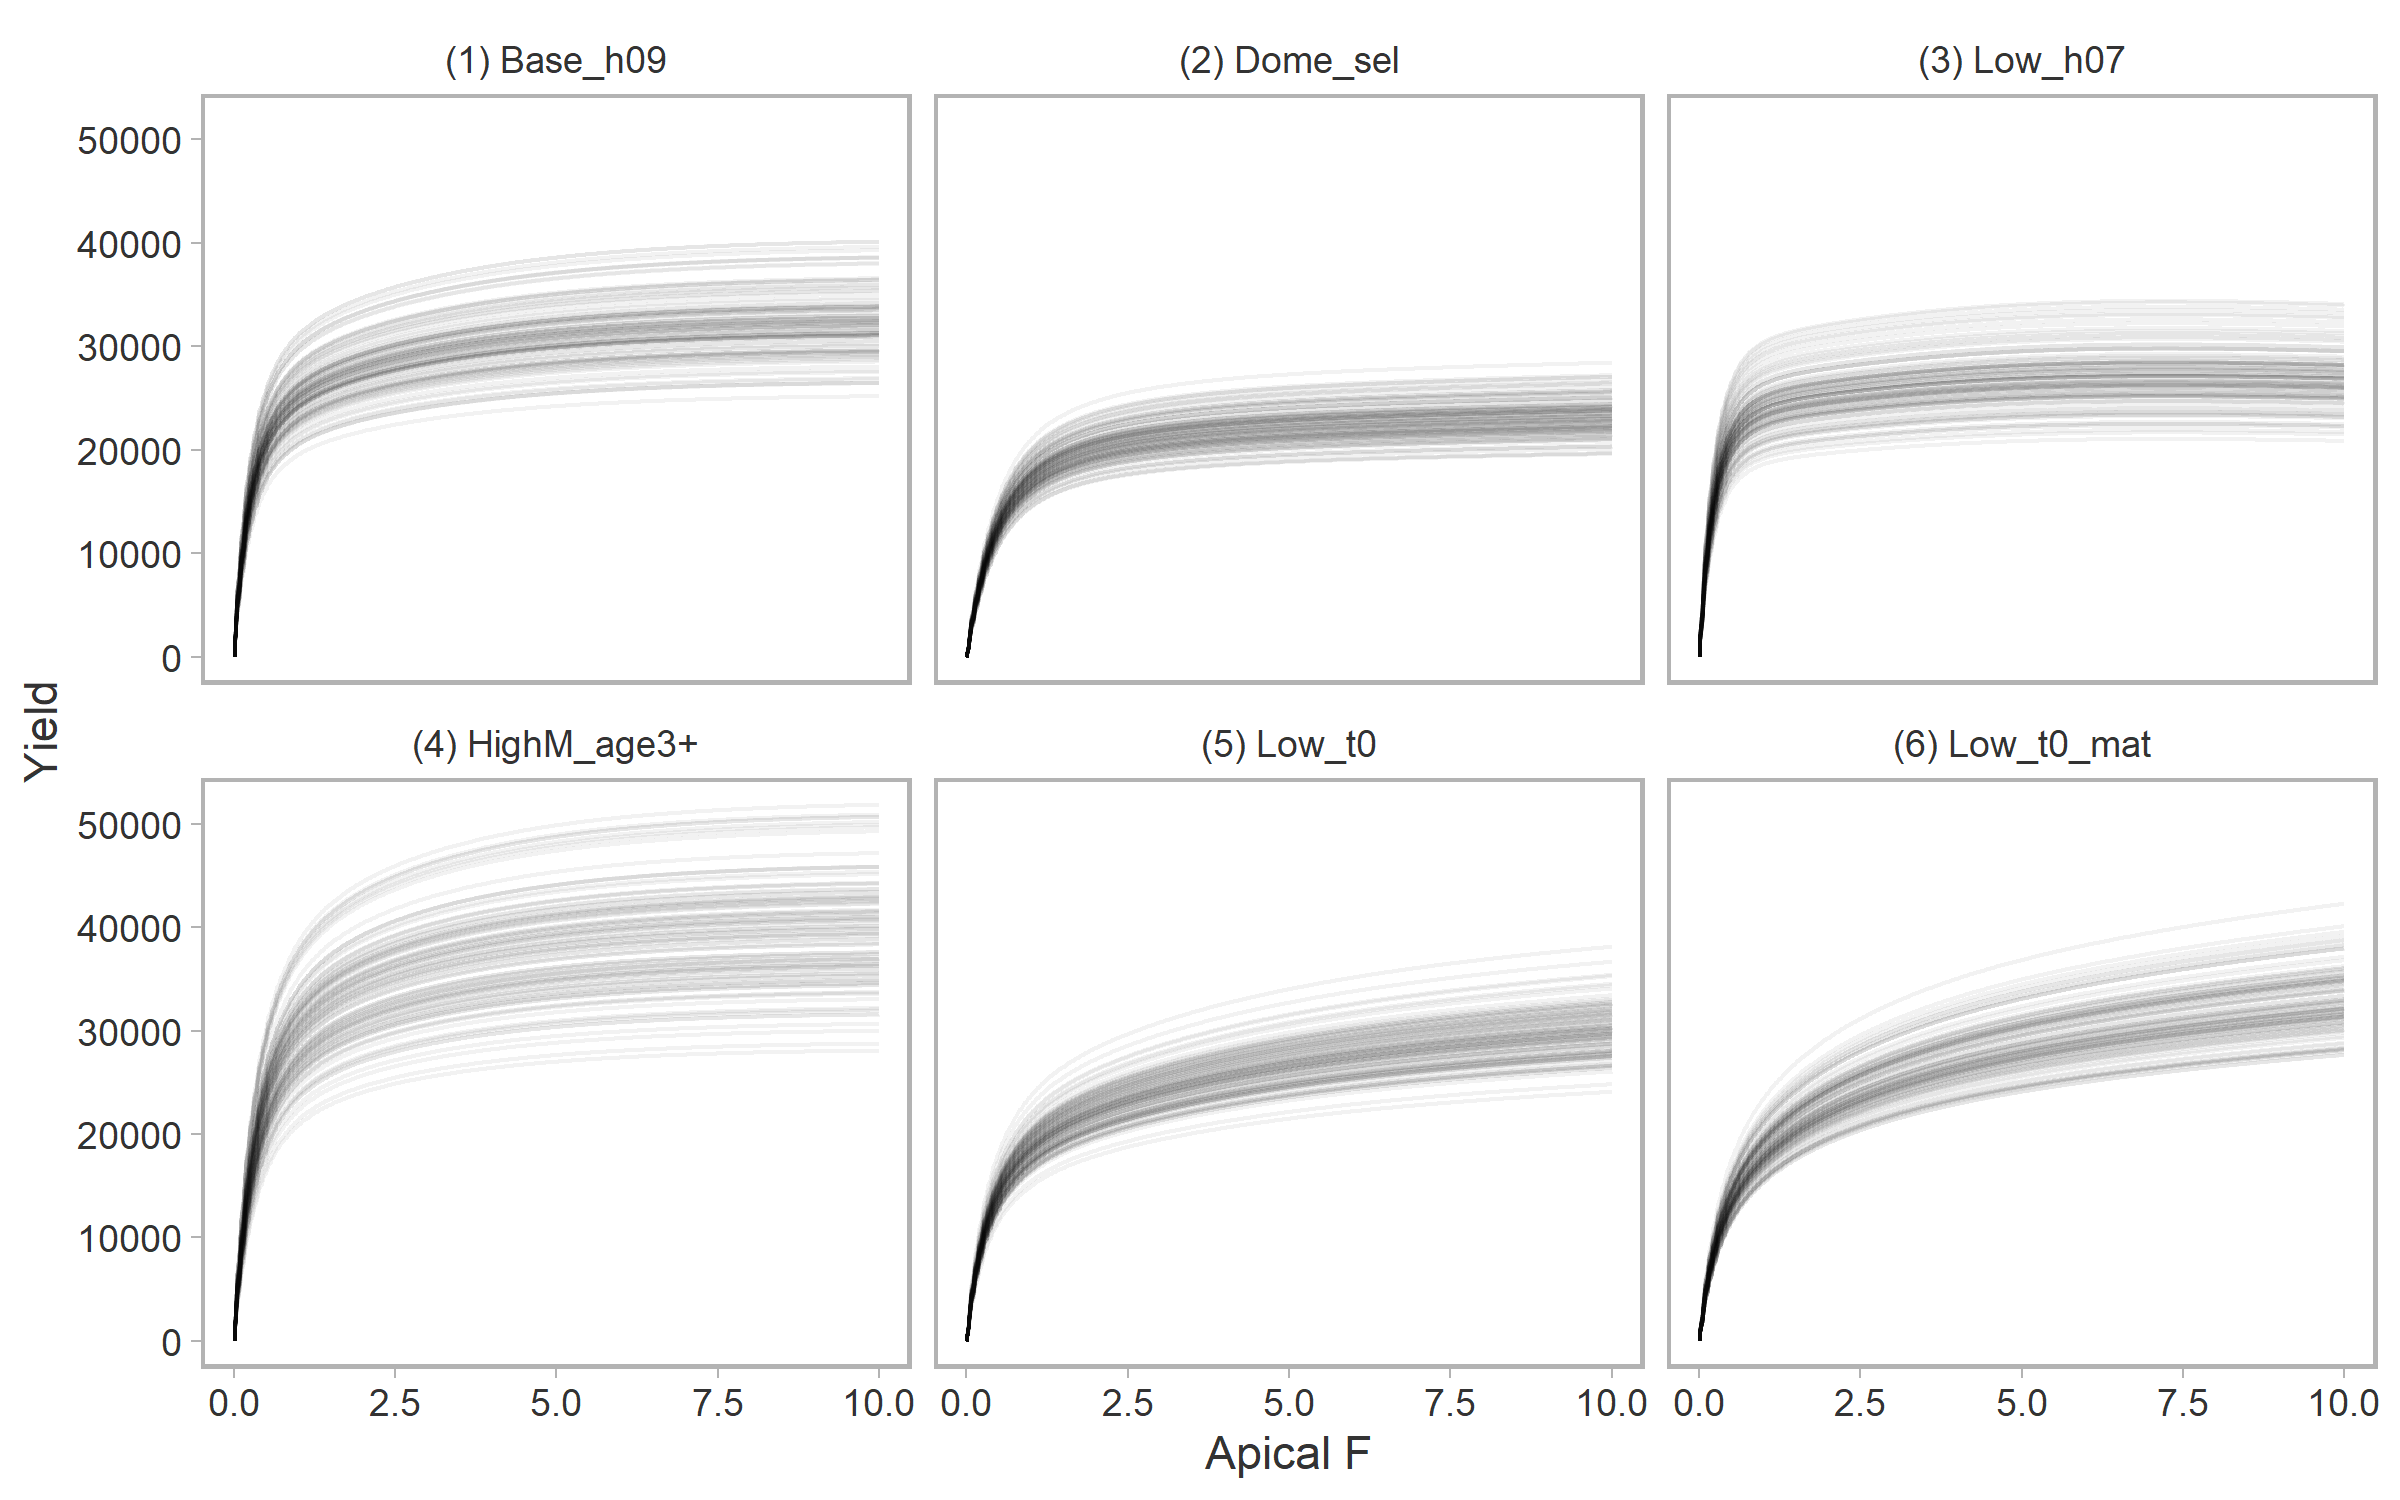 (1) Base_h09
(2) Dome_sel
(3) Low_h07
50000
40000
30000
20000
10000
0
Yield
(4) HighM_age3+
(5) Low_t0
(6) Low_t0_mat
50000
40000
30000
20000
10000
0
0.0 2.5 5.0 7.5 10.0
0.0 2.5 5.0 7.5 10.0
0.0 2.5 5.0 7.5 10.0
Apical F